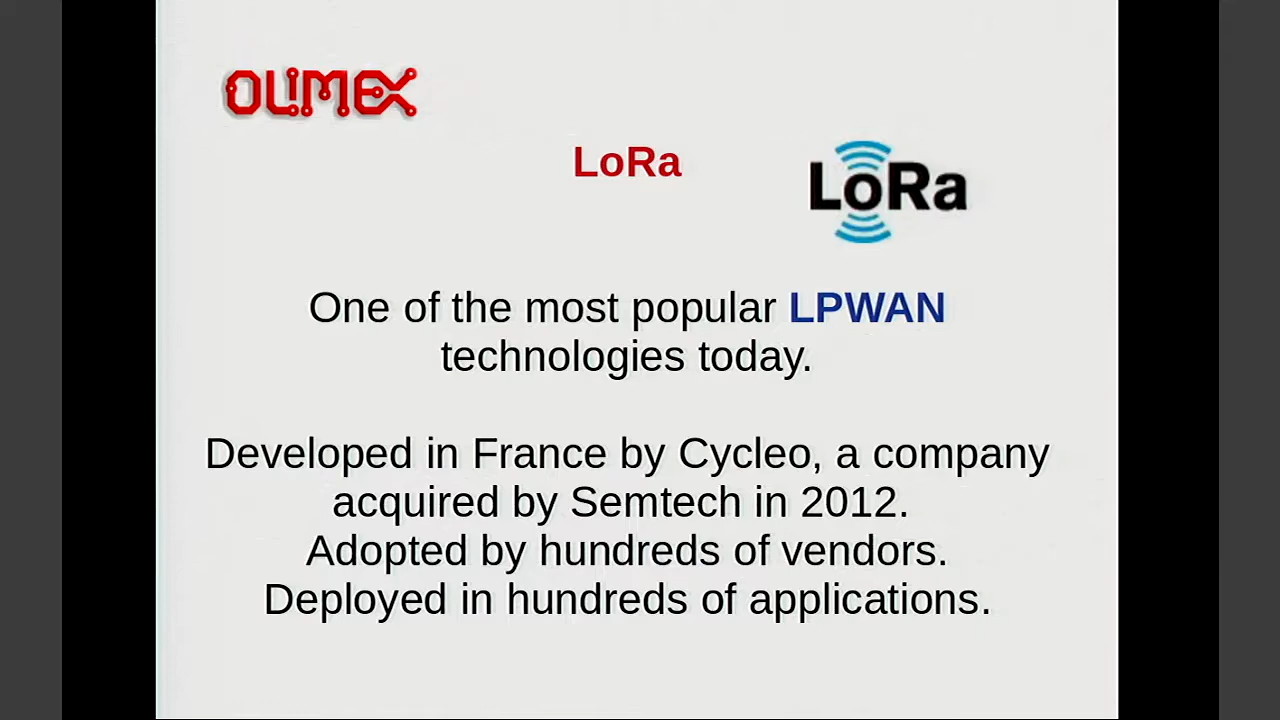 OLIMEX
LoRa
LoRa
One of the most popular LPWAN
technologies today.
Developed in France by Cycleo, a company
acquired by Semtech in 2012.
Adopted by hundreds of vendors.
Deployed in hundreds of applications.